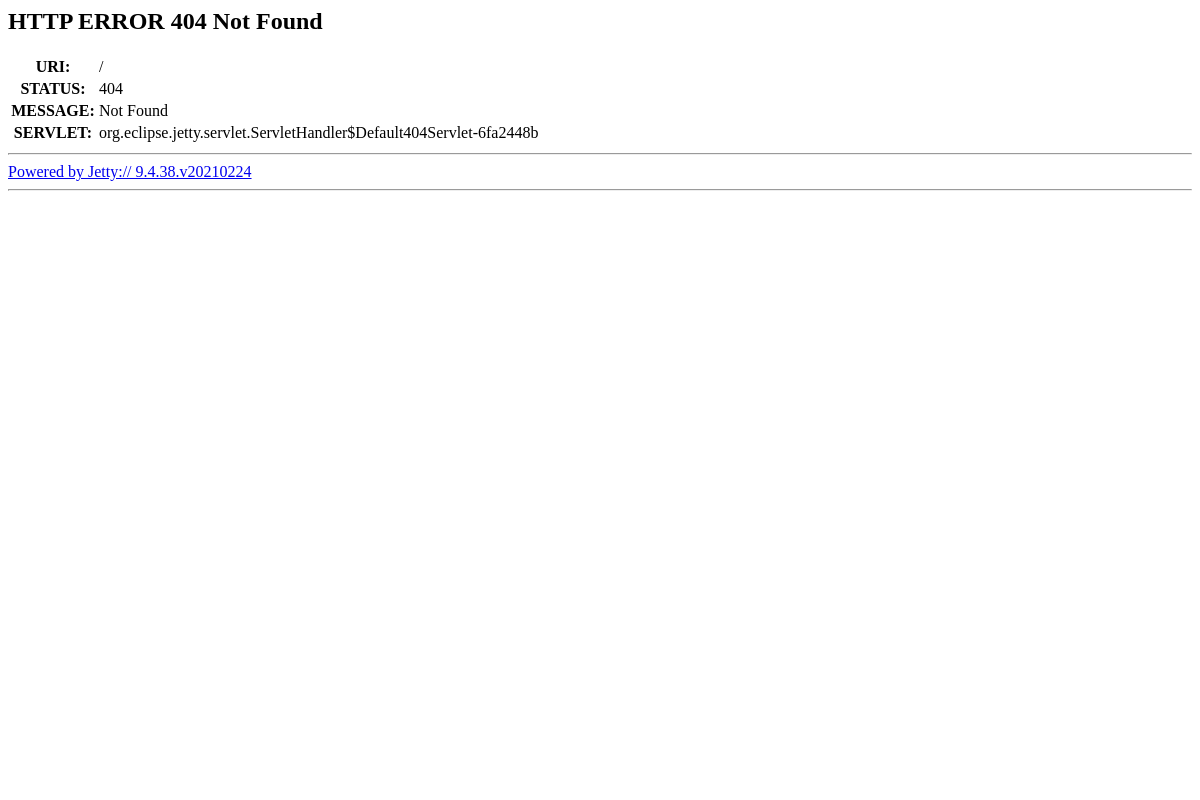 HTTP ERROR 404 Not Found
URI: /
STATUS: 404
MESSAGE: Not Found
SERVLET: org.eclipse.jetty.servlet.ServletHandler$Default404Servlet-6fa2448b
Powered by Jetty:// 9.4.38.v20210224